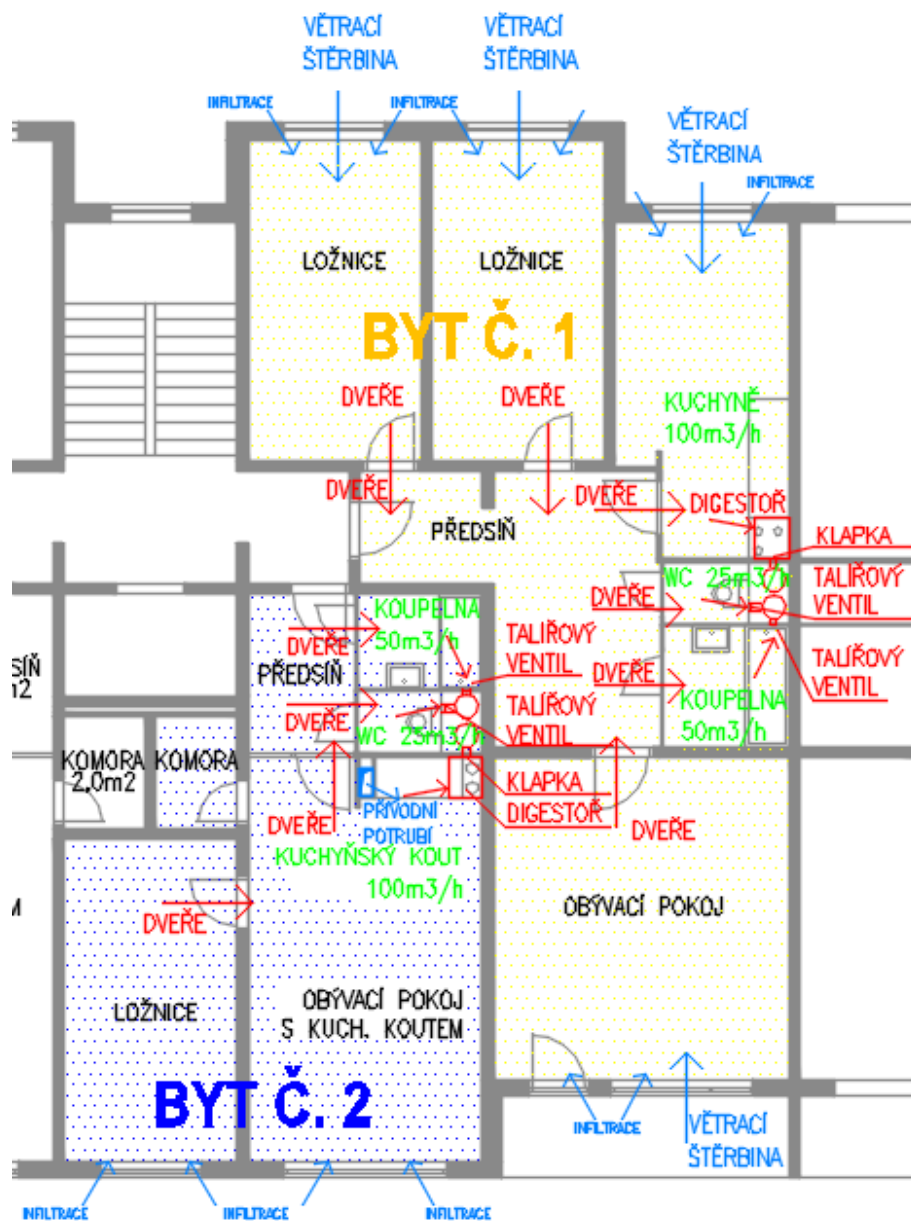 VĚTRACÍ
ŠTĚRBINA
VĚTRACÍ
ŠTĚRBINA
INFILTRACE
INFILTRACE
VĚTRACÍ
ŠTĚRBINA
INFILTRACE
LOŽNICE
LOŽNICE
BYT Č. 1
DVEŘE
DVEŘE
KUCHYNĚ
100m3/h
DVEŘE
DVEŘE
DIGESTOŘ
PŘEDSÍŇ
KLAPKA
WC 25m3/h
TALÍŘOVÝ
VENTIL
DVEŘE
KOUPELNA
50m3/h
DVEŘE
TALÍŘOVÝ
VENTIL
TALÍŘOVÝ
VENTIL
DVEŘE
SÍŇ
m2
PŘEDSÍŇ
KOUPELNA
50m3/h
TALÍŘOVÝ
VENTIL
DVEŘE
WC 25m3/h
KOMORA
2.0m2
KOMORA
KLAPKA
DIGESTOŘ
PŘÍVODNÍ
POTRUBÍ
DVEŘE
DVEŘE
KUCHYŇSKÝ KOUT
100m3/h
OBÝVACÍ POKOJ
M
DVEŘE
LOŽNICE
OBÝVACÍ POKOJ
S KUCH. KOUTEM
BYT Č. 2
INFILTRACE
VĚTRACÍ
ŠTĚRBINA
INFILTRACE
INFILTRACE
INFILTRACE